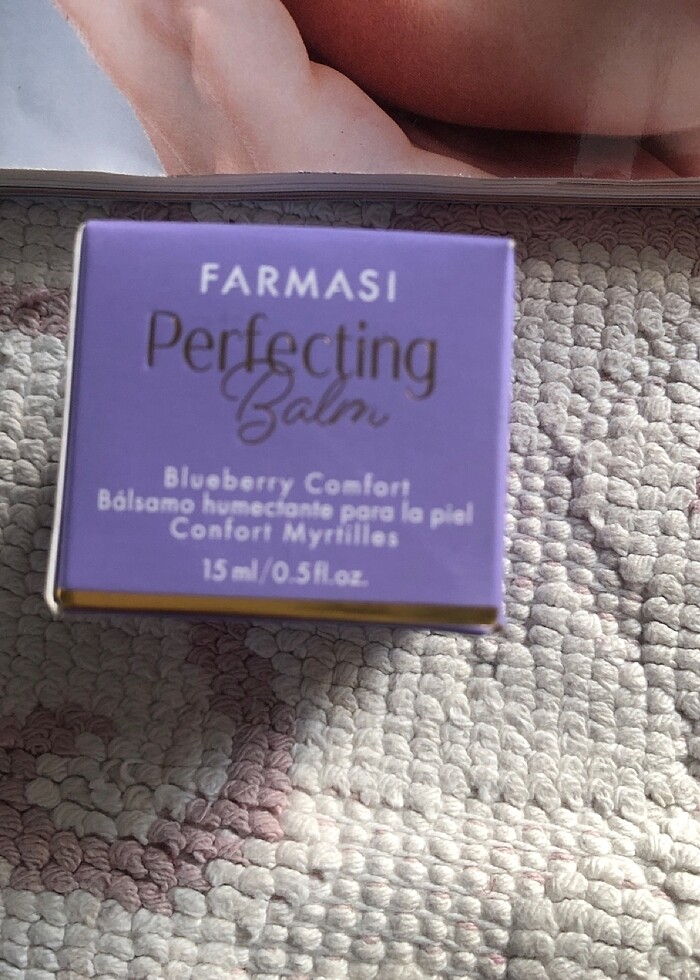 FARMASI
Perfecting
Balm
Blueberry Comfort
Bálsamo humectante para la piel
Confort Myrtilles
15 ml/0.5 fl.oz.